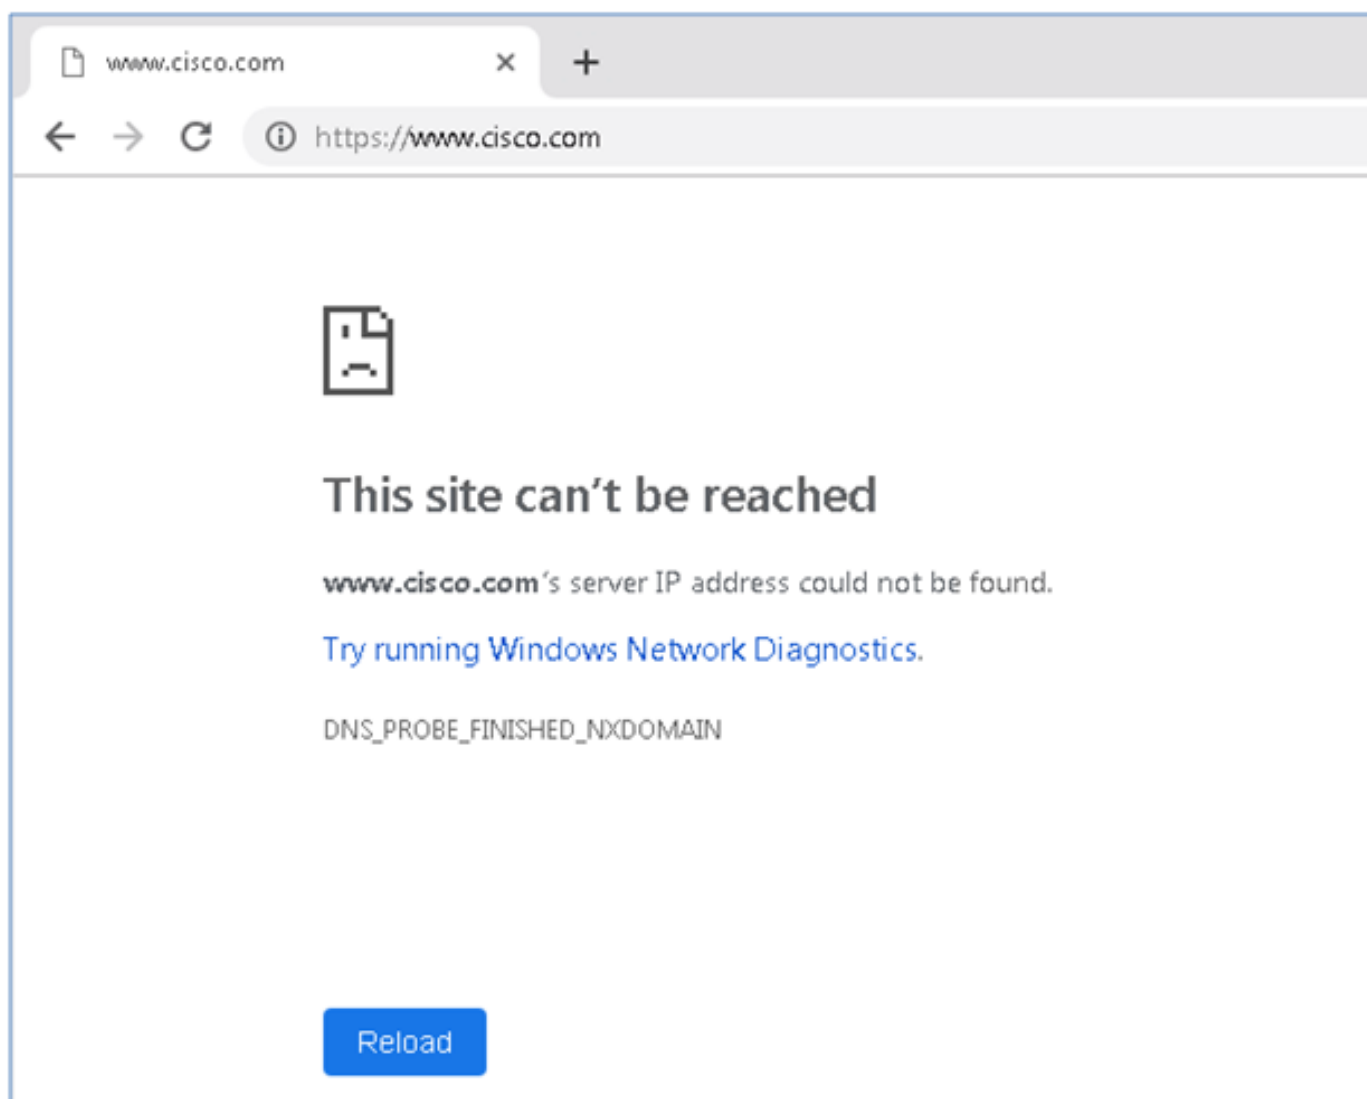 www.cisco.com
https://www.cisco.com
This site can't be reached
www.cisco.com's server IP address could not be found.
Try running Windows Network Diagnostics.
DNS_PROBE_FINISHED_NXDOMAIN
Reload